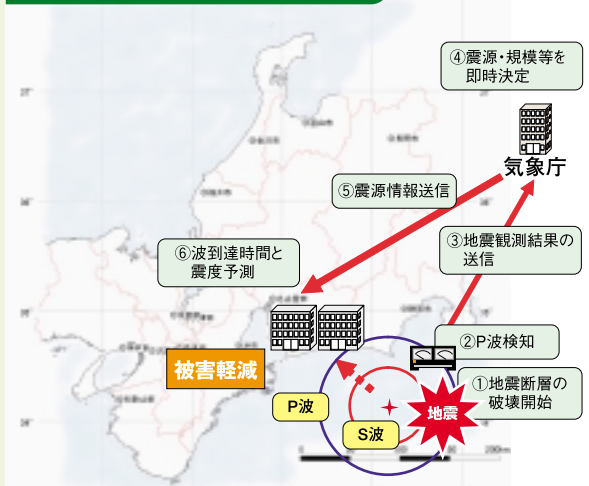 ④震源・規模等を
即時決定
気象庁
⑤震源情報送信
③地震観測結果の
送信
⑥波到達時間と
震度予測
②P波検知
被害軽減
①地震断層の
破壊開始
P波
地震
S波